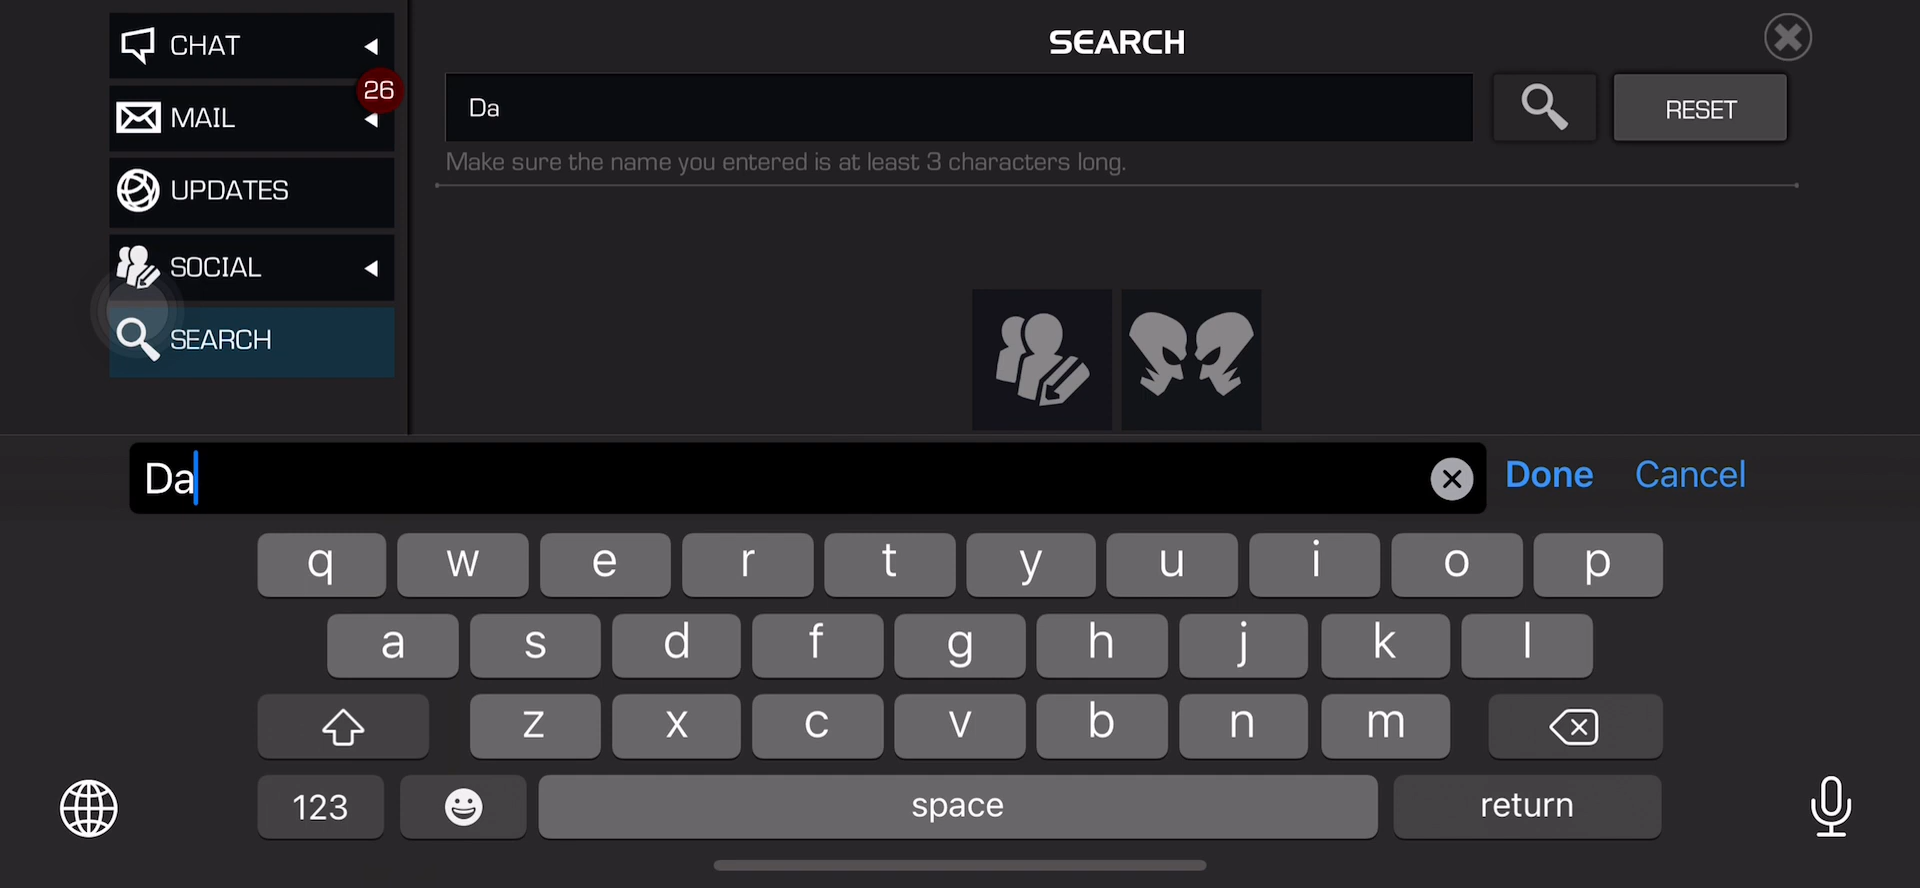 CHAT
26
MAIL
UPDATES
SOCIAL
SEARCH
SEARCH
Da
RESET
Make sure the name you entered is at least 3 characters long.
Da
Done
Cancel
q w e r t y u i o p
a s d f g h j k l
z x c v b n m
123
space
return